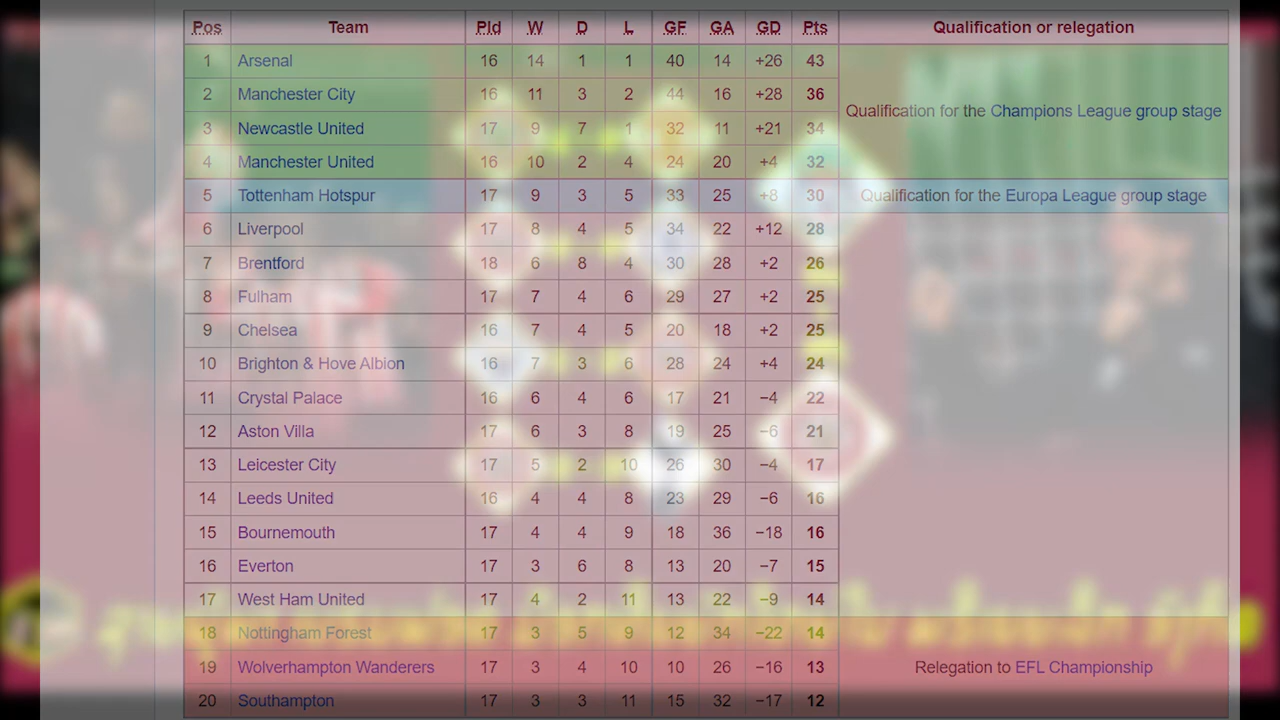 Pos Team Pld W D L GF GA GD Pts Qualification or relegation
1 Arsenal 16 14 1 1 40 14 +26 43
2 Manchester City 16 11 3 2 44 16 +28 36
Qualification for the Champions League group stage
3 Newcastle United 17 9 7 1 32 11 +21 34
4 Manchester United 16 10 2 4 24 20 +4 32
5 Tottenham Hotspur 17 9 3 5 33 25 +8 30 Qualification for the Europa League group stage
6 Liverpool 17 8 4 5 34 22 +12 28
7 Brentford 18 6 8 4 30 28 +2 26
8 Fulham 17 7 4 6 29 27 +2 25
9 Chelsea 16 7 4 5 20 18 +2 25
10 Brighton & Hove Albion 16 7 3 6 28 24 +4 24
11 Crystal Palace 16 6 4 6 17 21 −4 22
12 Aston Villa 17 6 3 8 19 25 −6 21
13 Leicester City 17 5 2 10 26 30 −4 17
14 Leeds United 16 4 4 8 23 29 −6 16
15 Bournemouth 17 4 4 9 18 36 −18 16
16 Everton 17 3 6 8 13 20 −7 15
17 West Ham United 17 4 2 11 13 22 −9 14
18 Nottingham Forest 17 3 5 9 12 34 −22 14
19 Wolverhampton Wanderers 17 3 4 10 10 26 −16 13 Relegation to EFL Championship
20 Southampton 17 3 3 11 15 32 −17 12